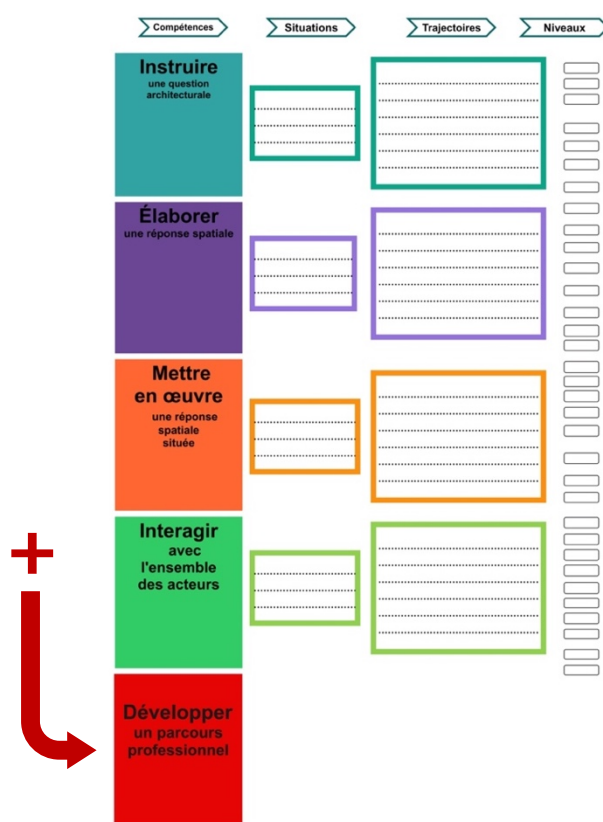 Compétences
Situations
Trajectoires
Niveaux
Instruire
une question
architecturale
Élaborer
une réponse spatiale
Mettre
en œuvre
une réponse
spatiale
située
Interagir
avec
l'ensemble
des acteurs
+
Développer
un parcours
professionnel